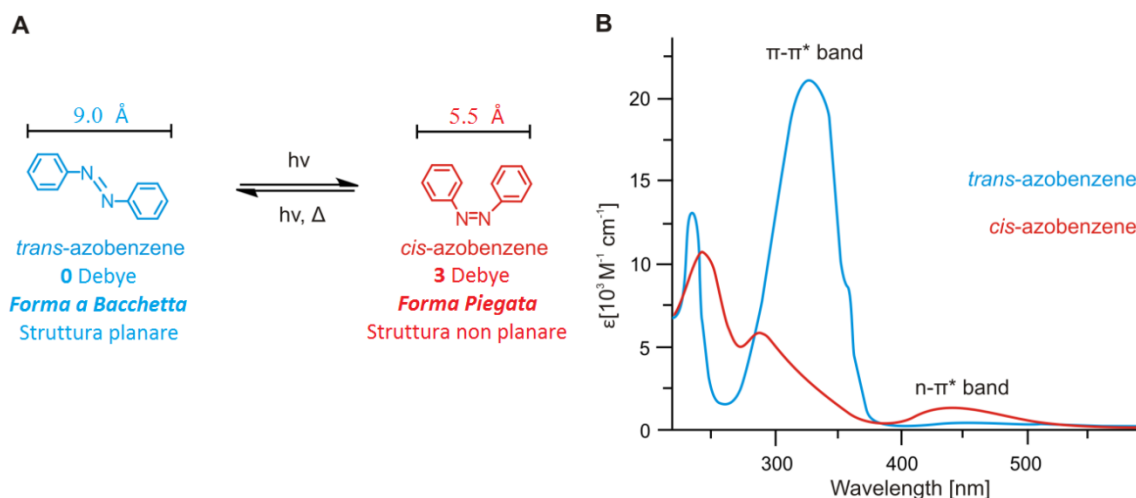 A
9.0 Å
5.5 Å
N
N
hν
hν, Δ
N=N
trans-azobenzene
0 Debye
Forma a Bacchetta
Struttura planare
cis-azobenzene
3 Debye
Forma Piegata
Struttura non planare
B
π-π* band
trans-azobenzene
cis-azobenzene
n-π* band
ε[10³ M⁻¹ cm⁻¹]
20
15
10
5
0
300
400
500
Wavelength [nm]